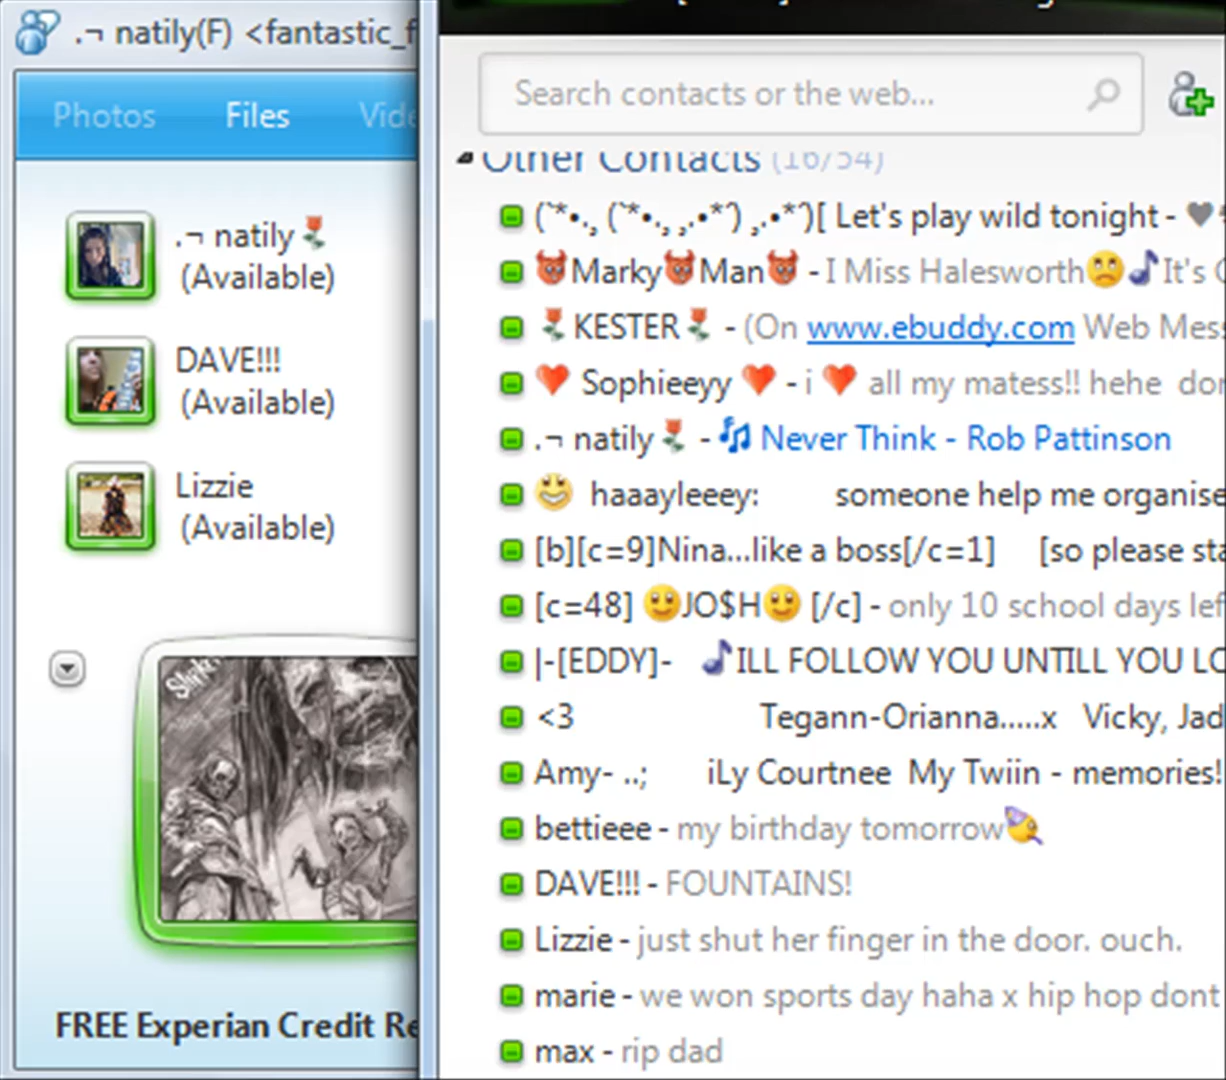 .¬ natily(F) <fantastic_f
Photos Files Vide
.¬ natily
(Available)
DAVE!!!
(Available)
Lizzie
(Available)
FREE Experian Credit Re
Search contacts or the web...
Other Contacts (16/54)
(¯`*•.¸ (¯`*•.¸ ¸.•*´¯) ¸.•*´¯)[ Let's play wild tonight - ♥
Marky Man - I Miss Halesworth It's
KESTER - (On www.ebuddy.com Web Mess
Sophieeyy - i all my matess!! hehe don
.¬ natily - Never Think - Rob Pattinson
haaayleeey: someone help me organise
[b][c=9]Nina...like a boss[/c=1] [so please sta
[c=48] JO$H [/c] - only 10 school days left
|-[EDDY]- ILL FOLLOW YOU UNTILL YOU LO
<3 Tegann-Orianna.....x Vicky, Jad
Amy- ..; iLy Courtnee My Twiin - memories!
bettieee - my birthday tomorrow
DAVE!!! - FOUNTAINS!
Lizzie - just shut her finger in the door. ouch.
marie - we won sports day haha x hip hop dont
max - rip dad